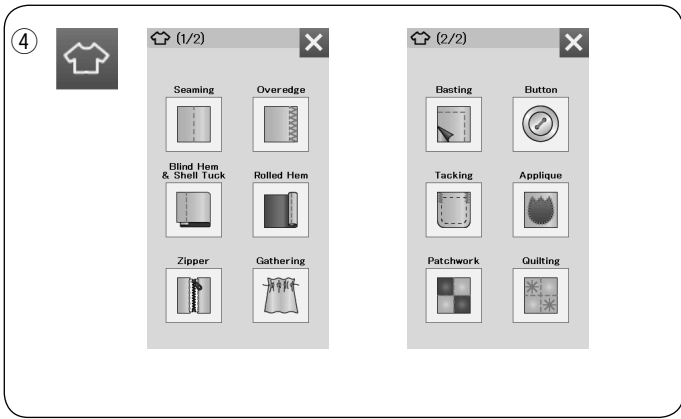 ④
(1/2)
Seaming
Overedge
Blind Hem
& Shell Tuck
Rolled Hem
Zipper
Gathering
(2/2)
Basting
Button
Tacking
Applique
Patchwork
Quilting